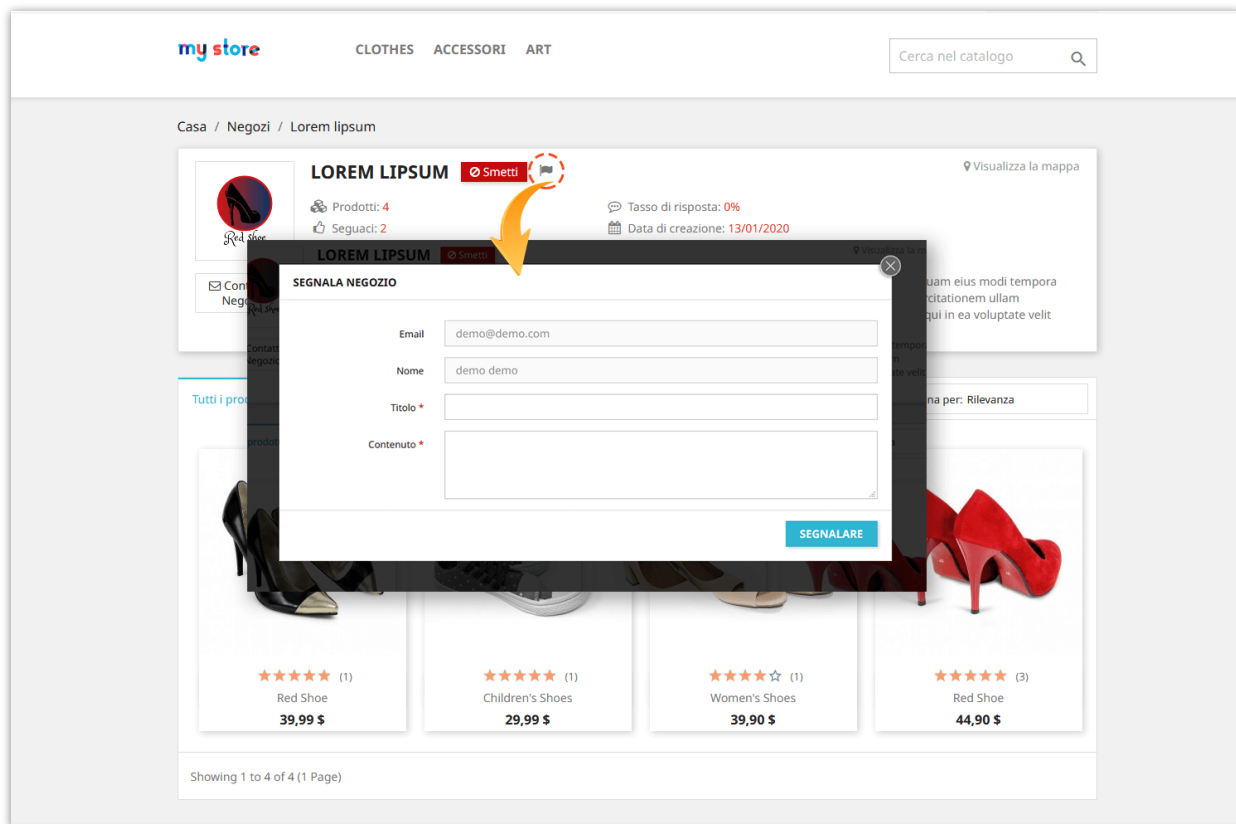 my store
CLOTHES ACCESSORI ART
Cerca nel catalogo
Casa / Negozi / Lorem lipsum
LOREM LIPSUM
Smetti
Visualizza la mappa
Red shoe
Prodotti: 4
Tasso di risposta: 0%
Seguaci: 2
Data di creazione: 13/01/2020
LOREM LIPSUM
Smetti
Visualizza la m
SEGNALA NEGOZIO
uam eius modi tempora
rcitationem ullam
qui in ea voluptate velit
Email demo@demo.com
Nome demo demo
Titolo *
Contenuto *
SEGNALARE
Tutti i pro
na per: Rilevanza
(1)
Red Shoe
39,99 $
(1)
Children's Shoes
29,99 $
(1)
Women's Shoes
39,90 $
(3)
Red Shoe
44,90 $
Showing 1 to 4 of 4 (1 Page)